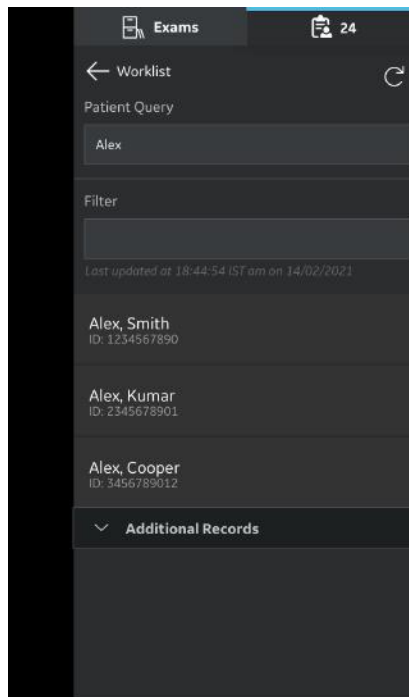 Exams
24
Worklist
Patient Query
Alex
Filter
Last updated at 18:44:54 IST am on 14/02/2021
Alex, Smith
ID: 1234567890
Alex, Kumar
ID: 2345678901
Alex, Cooper
ID: 3456789012
Additional Records